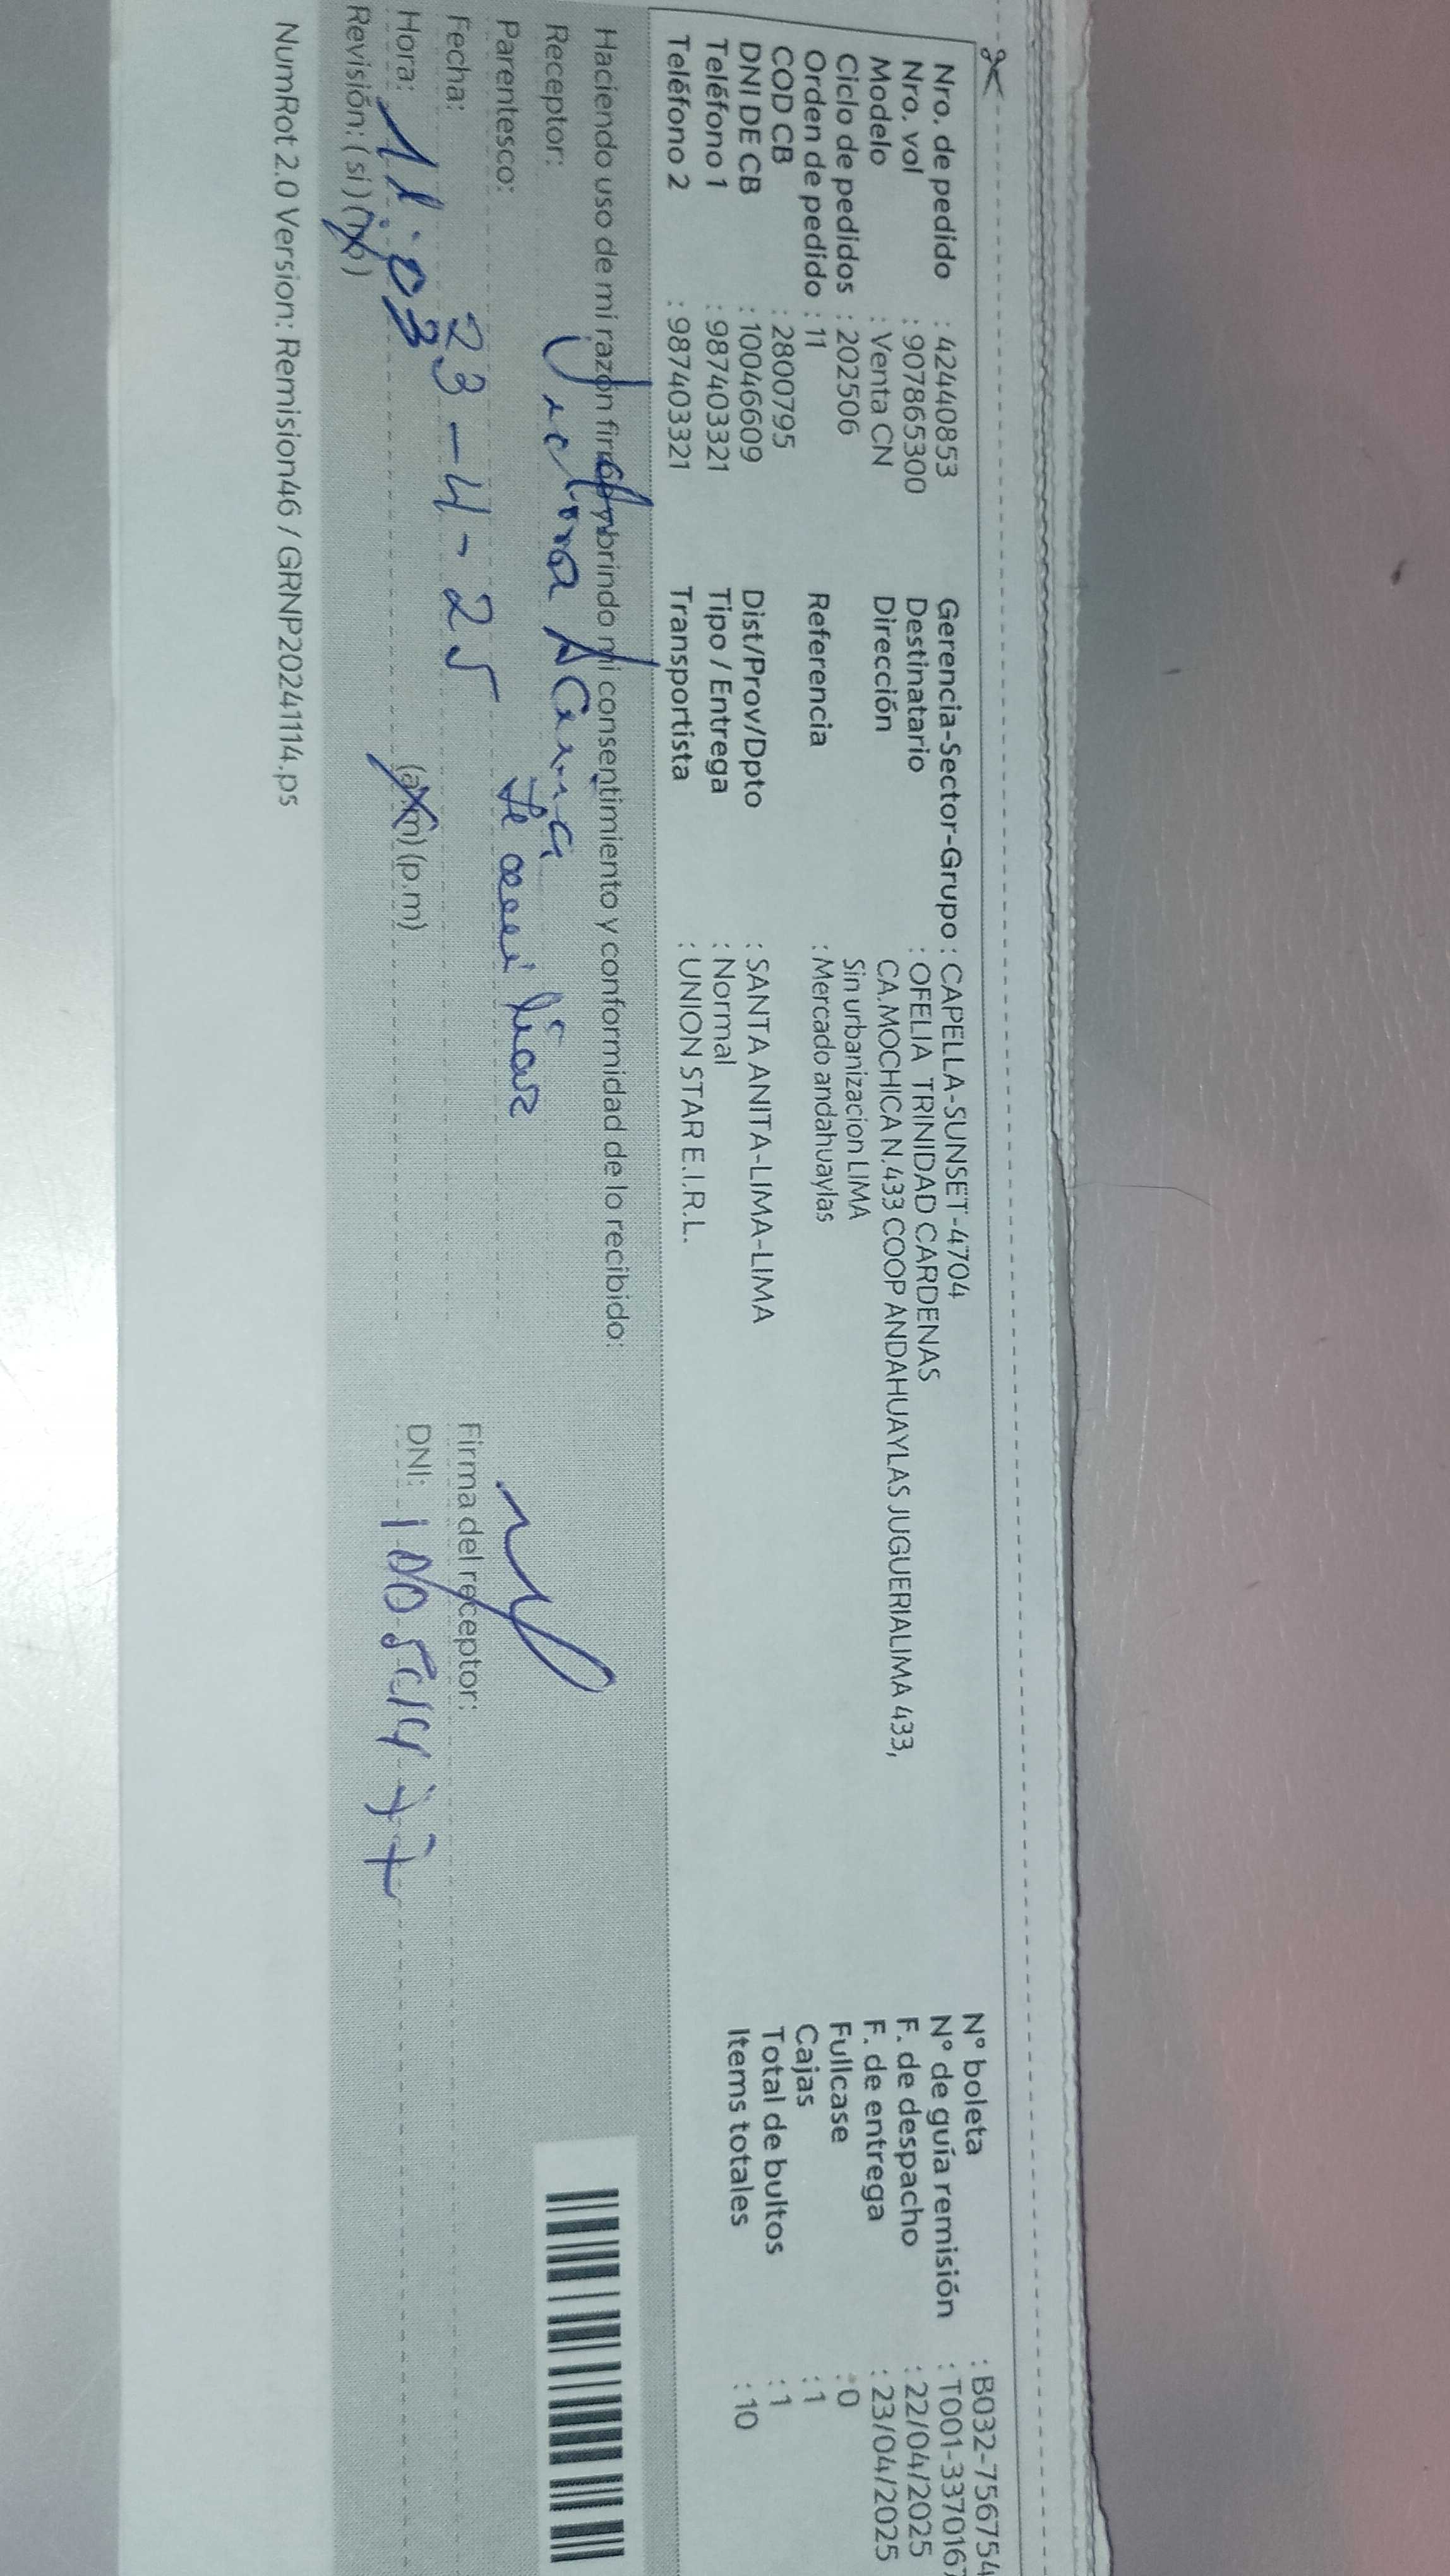 Nro. de pedido : 42440853
Nro. vol : 907865300
Modelo : Venta CN
Ciclo de pedidos : 202506
Orden de pedido : 11
COD CB : 2800795
DNI DE CB : 10046609
Teléfono 1 : 987403321
Teléfono 2 : 987403321
Gerencia-Sector-Grupo : CAPELLA-SUNSET-4704
Destinatario : OFELIA TRINIDAD CARDENAS
Dirección CA.MOCHICA N.433 COOP ANDAHUAYLAS JUGUERIALIMA 433,
Sin urbanizacion LIMA
Referencia : Mercado andahuaylas
Dist/Prov/Dpto : SANTA ANITA-LIMA-LIMA
Tipo / Entrega : Normal
Transportista : UNION STAR E.I.R.L.
N° boleta : B032-756754
N° de guía remisión : T001-3370167
F. de despacho : 22/04/2025
F. de entrega : 23/04/2025
Fullcase : 0
Cajas : 1
Total de bultos : 1
Items totales : 10
Haciendo uso de mi razón firmo y brindo mi consentimiento y conformidad de lo recibido:
Receptor:
Parentesco:
Fecha: 23-4-25
Hora: 11:03 (a.m) (p.m)
Revisión: (si) (no)
Firma del receptor:
DNI:
NumRot 2.0 Version: Remision46 / GRNP20241114.ps